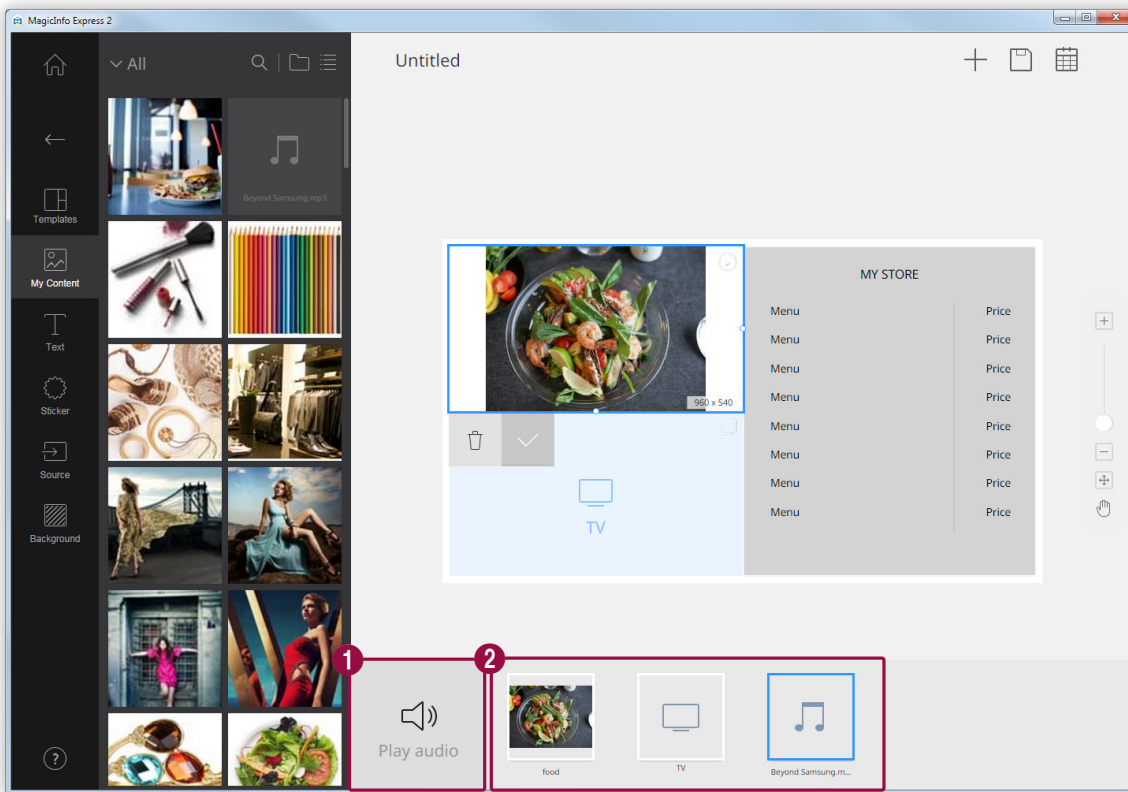 MagicInfo Express 2
All
Untitled
Templates
My Content
Text
Sticker
Source
Background
?
Beyond Samsung.mp3
960 x 540
TV
MY STORE
Menu Price
Menu Price
Menu Price
Menu Price
Menu Price
Menu Price
Menu Price
Menu Price
1
2
Play audio
food
TV
Beyond Samsung.m...